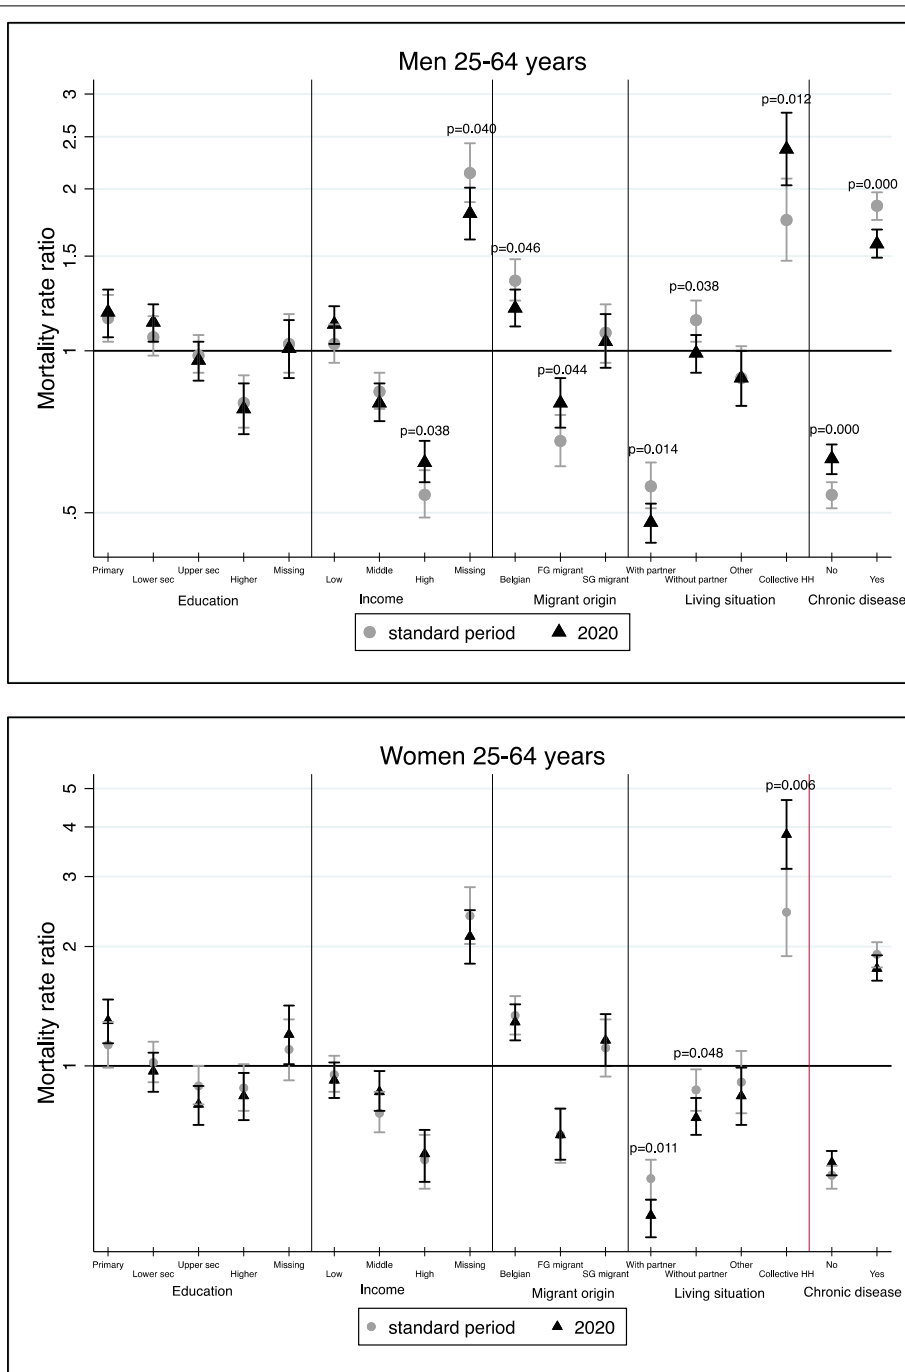 Men 25-64 years
Mortality rate ratio
3
2.5
2
1.5
1
.5
p=0.040
p=0.038
p=0.046
p=0.044
p=0.014
p=0.038
p=0.012
p=0.000
p=0.000
Primary
Lower sec
Upper sec
Higher
Missing
Low
Middle
High
Missing
Belgian
FG migrant
SG migrant
With partner
Without partner
Other
Collective HH
No
Yes
Education
Income
Migrant origin
Living situation
Chronic disease
standard period
2020
Women 25-64 years
Mortality rate ratio
5
4
3
2
1
p=0.011
p=0.048
p=0.006
Primary
Lower sec
Upper sec
Higher
Missing
Low
Middle
High
Missing
Belgian
FG migrant
SG migrant
With partner
Without partner
Other
Collective HH
No
Yes
Education
Income
Migrant origin
Living situation
Chronic disease
standard period
2020